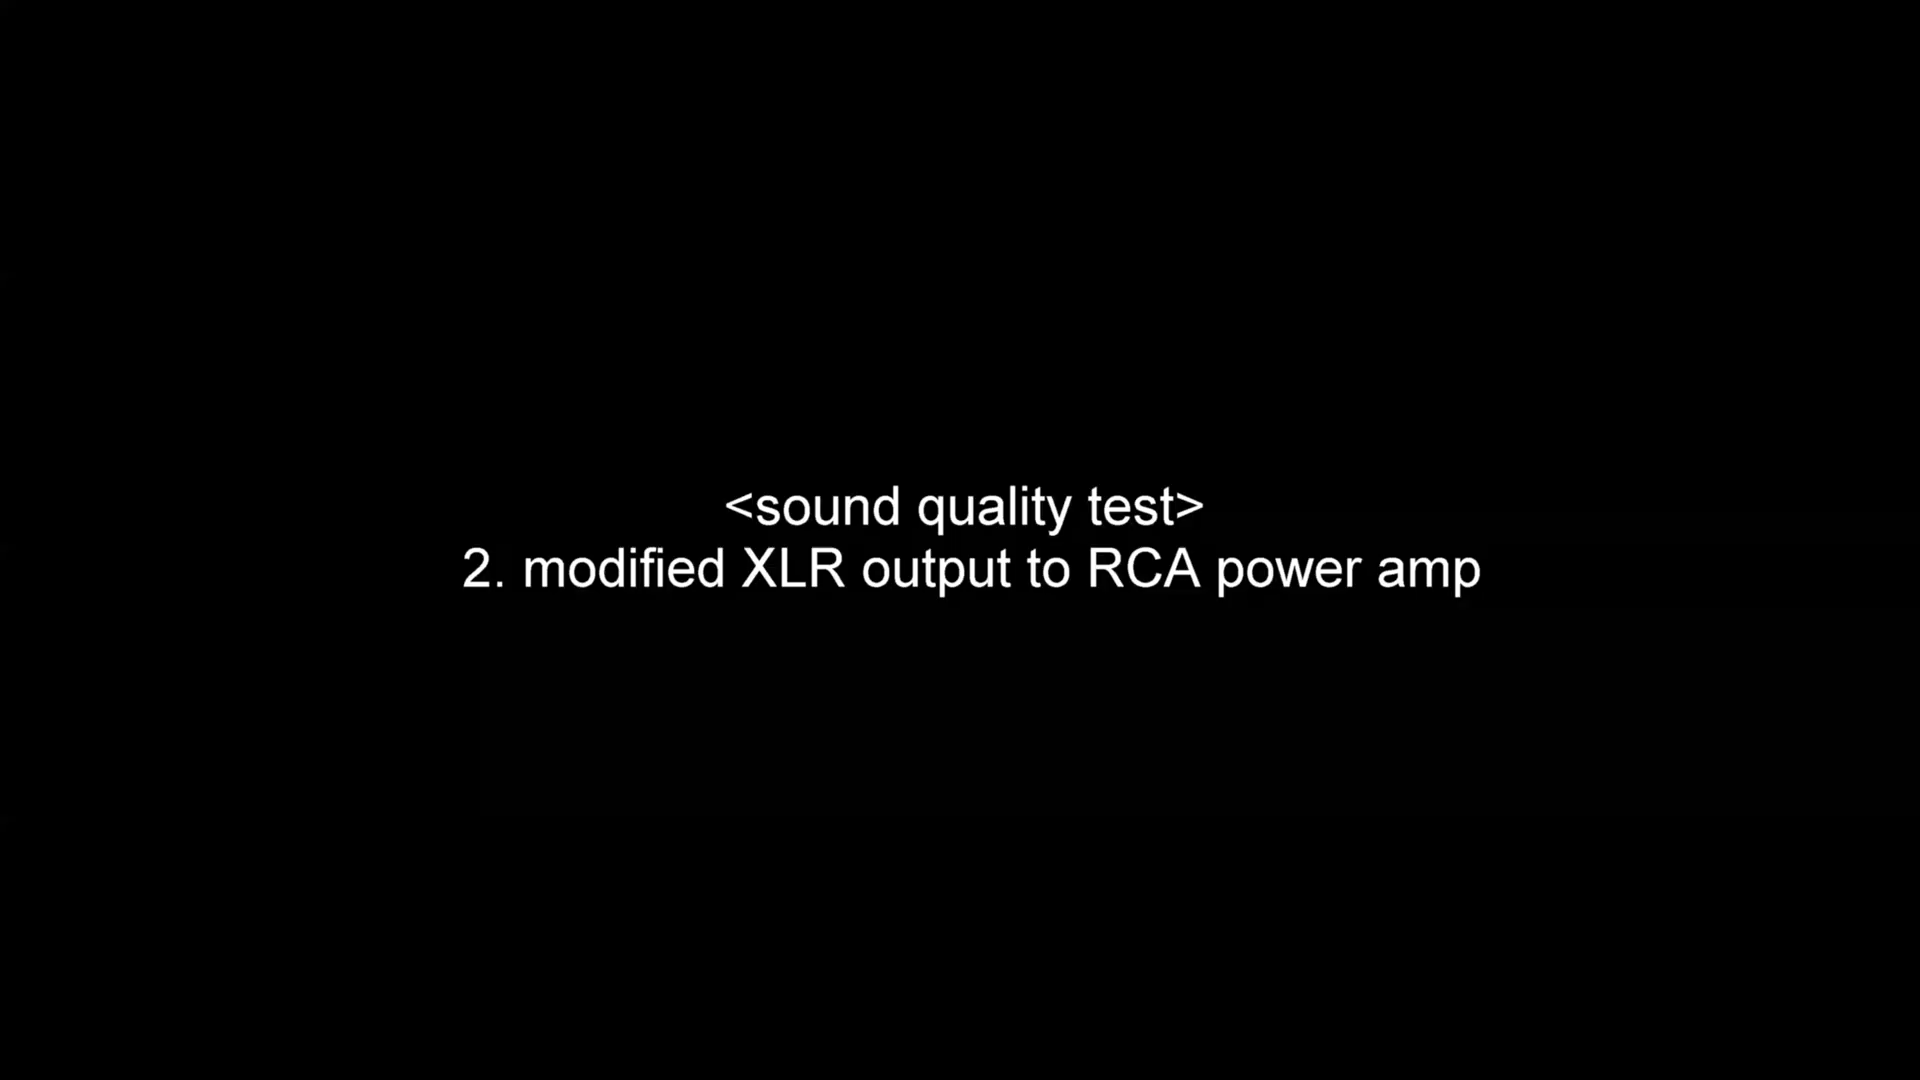 <sound quality test>
2. modified XLR output to RCA power amp